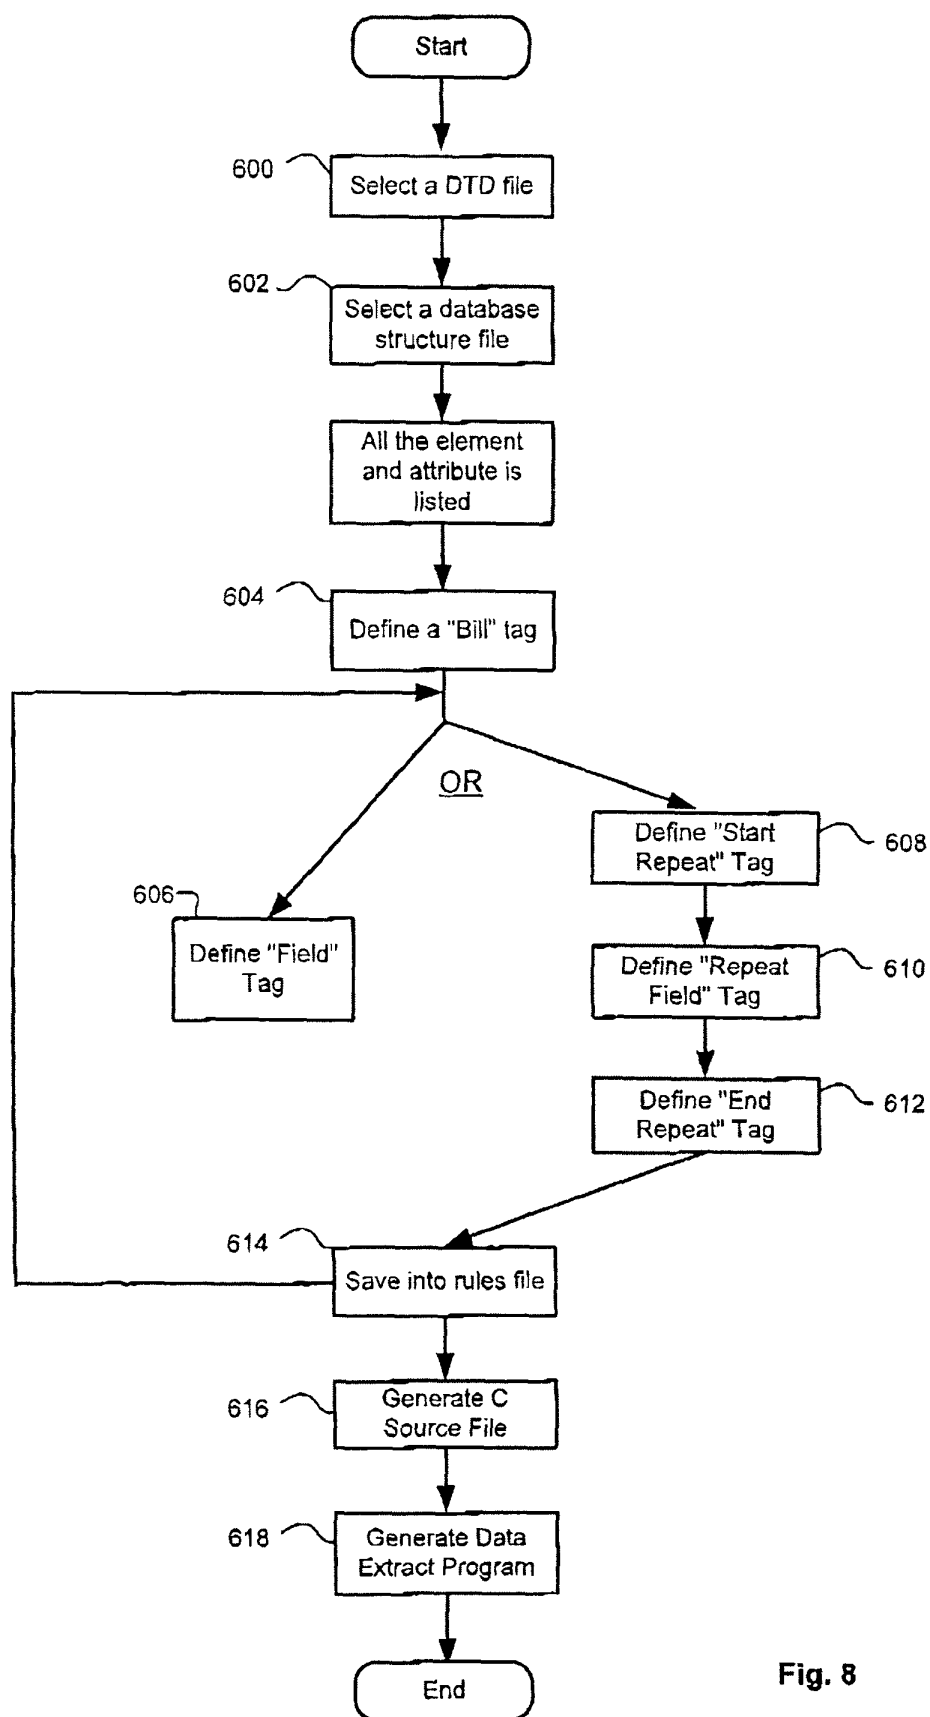 Start
600
Select a DTD file
602
Select a database
structure file
All the element
and attribute is
listed
604
Define a "Bill" tag
OR
Define "Start
Repeat" Tag
608
606
Define "Field"
Tag
Define "Repeat
Field" Tag
610
Define "End
Repeat" Tag
612
614
Save into rules file
616
Generate C
Source File
618
Generate Data
Extract Program
End
Fig. 8